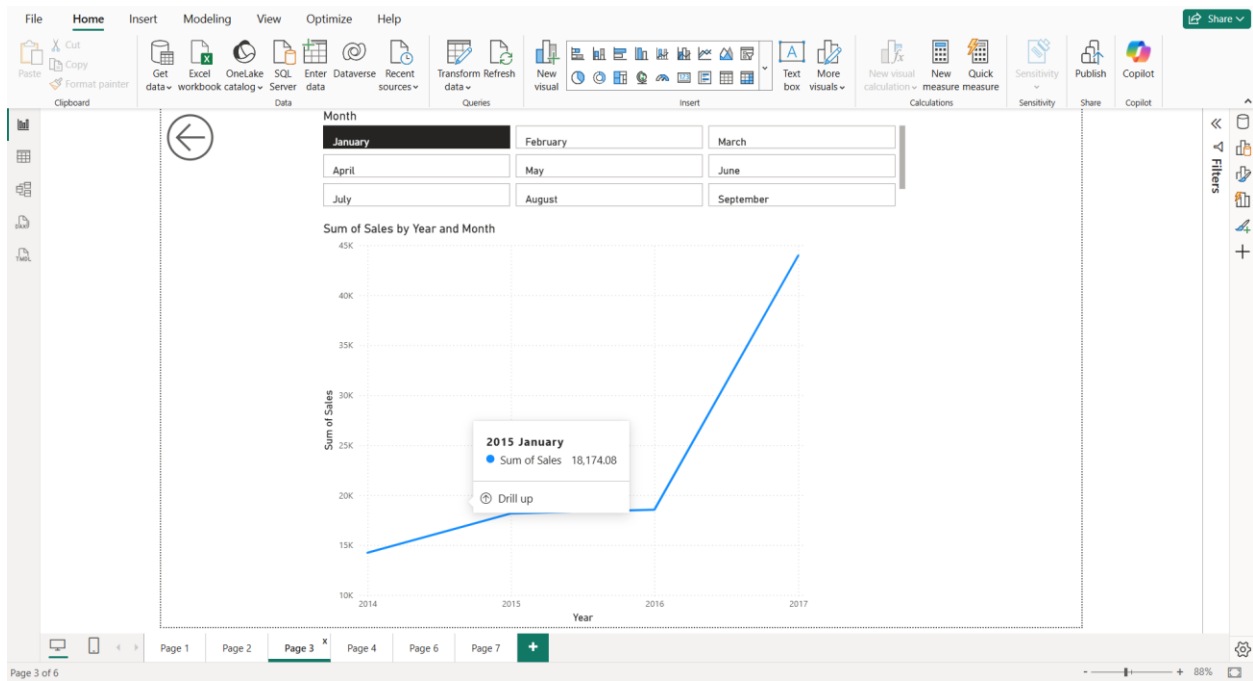 File Home Insert Modeling View Optimize Help Share
Paste
Cut
Copy
Format painter
Clipboard
Get data
Excel workbook
OneLake catalog
SQL Server
Enter data
Dataverse
Recent sources
Data
Transform data
Refresh
Queries
New visual
Text box
More visuals
Insert
New visual calculation
New measure
Quick measure
Calculations
Sensitivity
Sensitivity
Publish
Share
Copilot
Copilot
Month
January February March
April May June
July August September
Filters
Sum of Sales by Year and Month
Sum of Sales
45K
40K
35K
30K
25K
20K
15K
10K
2015 January
Sum of Sales 18,174.08
Drill up
2014 2015 2016 2017
Year
Page 1 Page 2 Page 3 x Page 4 Page 6 Page 7 +
Page 3 of 6
- + 88%